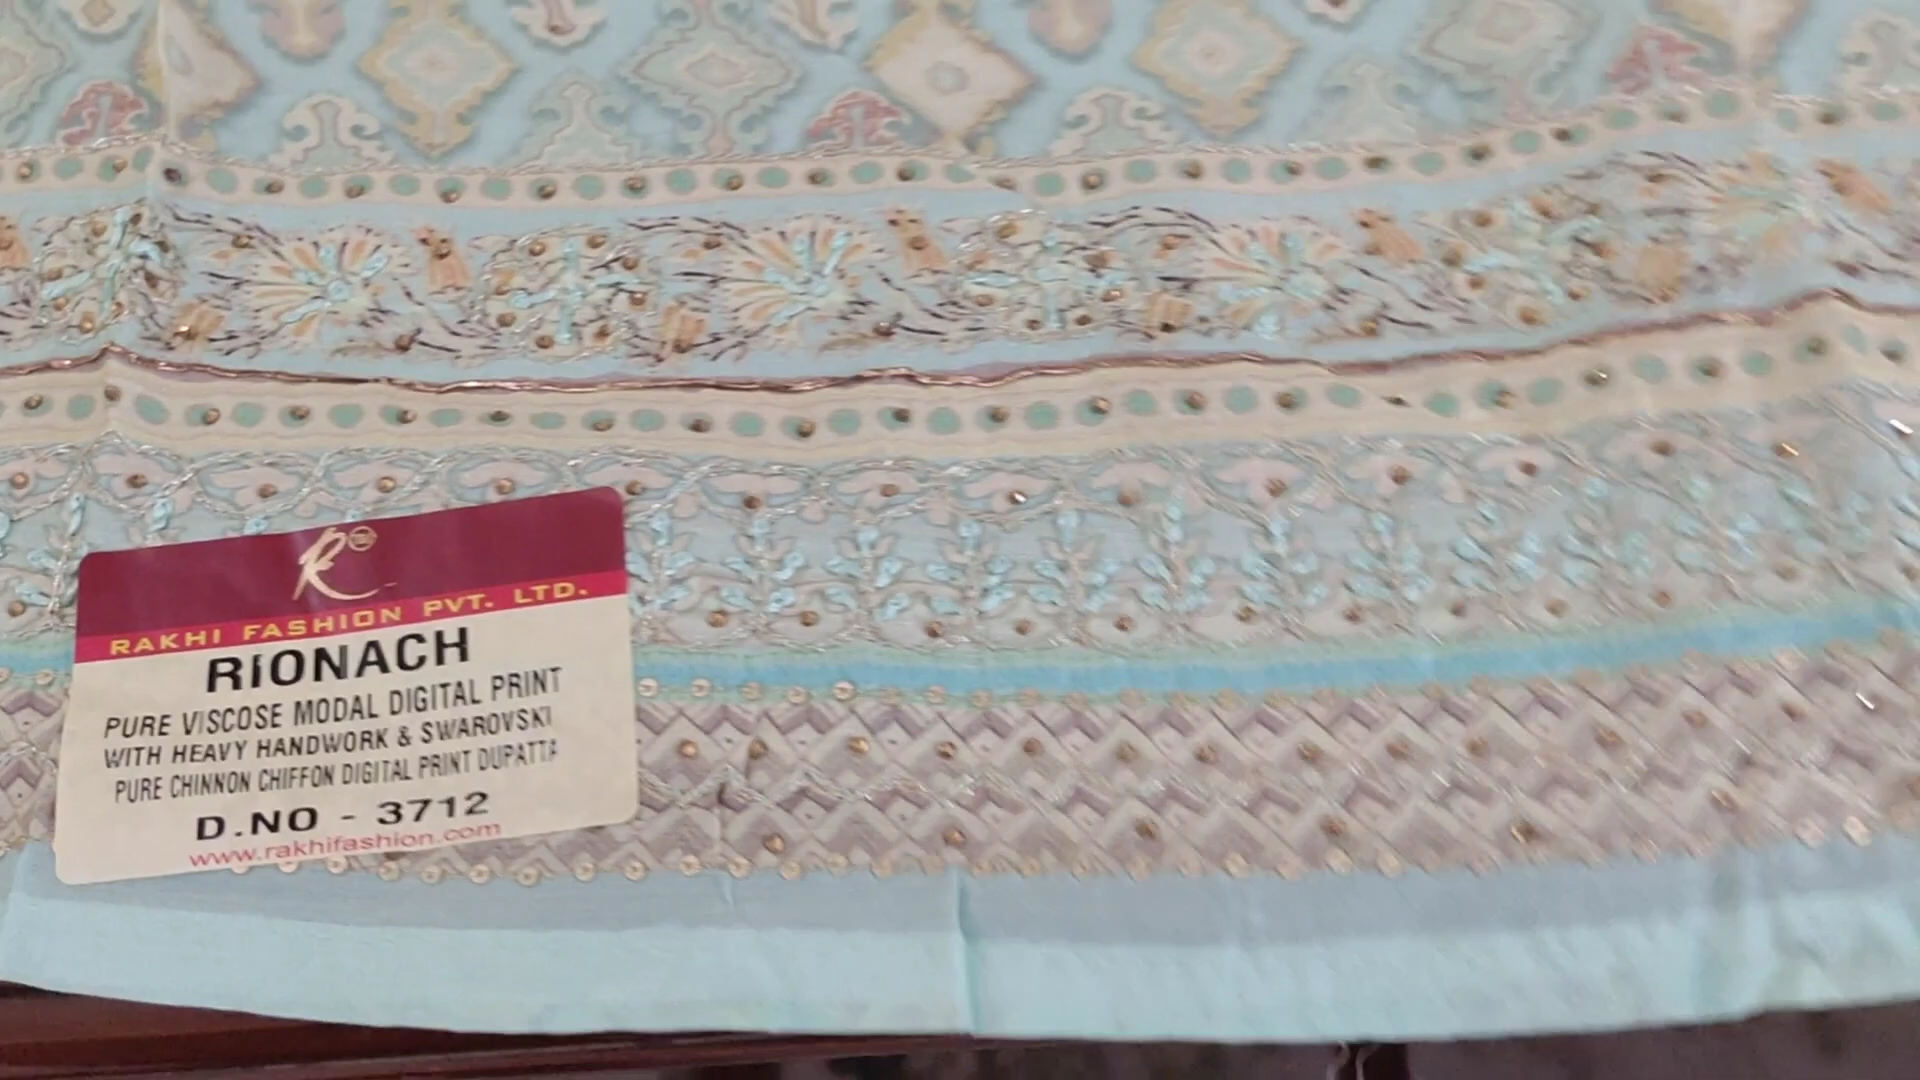 R
RAKHI FASHION PVT. LTD.
RIONACH
PURE VISCOSE MODAL DIGITAL PRINT
WITH HEAVY HANDWORK & SWAROVSKI
PURE CHINNON CHIFFON DIGITAL PRINT DUPATTA
D.NO - 3712
www.rakhifashion.com